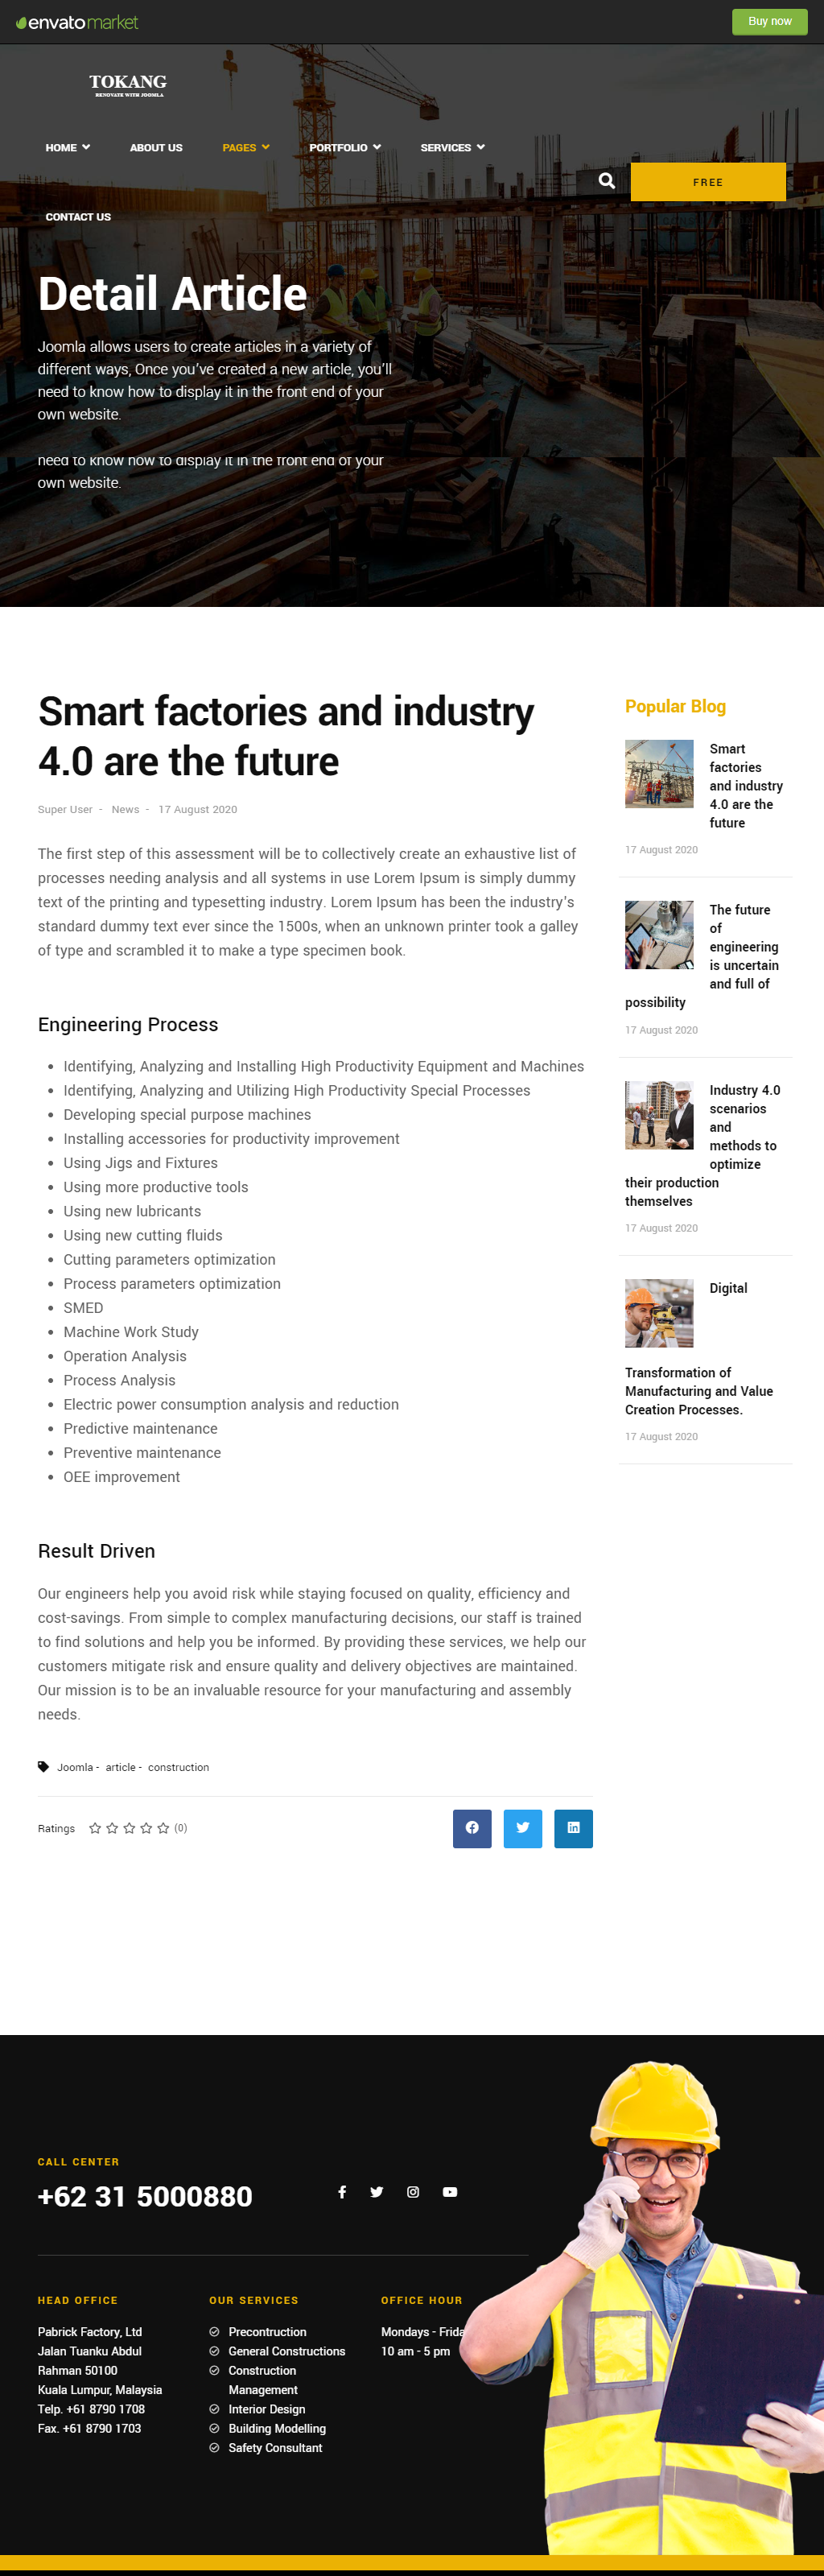 envatomarket
Buy now
TOKANG
RENOVATE WITH JOOMLA
HOME
ABOUT US
PAGES
PORTFOLIO
SERVICES
FREE
CONTACT US
Detail Article
Joomla allows users to create articles in a variety of
different ways, Once you've created a new article, you'll
need to know how to display it in the front end of your
own website.
need to know how to display it in the front end of your
own website.
Smart factories and industry
4.0 are the future
Super User - News - 17 August 2020
The first step of this assessment will be to collectively create an exhaustive list of
processes needing analysis and all systems in use Lorem Ipsum is simply dummy
text of the printing and typesetting industry. Lorem Ipsum has been the industry's
standard dummy text ever since the 1500s, when an unknown printer took a galley
of type and scrambled it to make a type specimen book.
Engineering Process
• Identifying, Analyzing and Installing High Productivity Equipment and Machines
• Identifying, Analyzing and Utilizing High Productivity Special Processes
• Developing special purpose machines
• Installing accessories for productivity improvement
• Using Jigs and Fixtures
• Using more productive tools
• Using new lubricants
• Using new cutting fluids
• Cutting parameters optimization
• Process parameters optimization
• SMED
• Machine Work Study
• Operation Analysis
• Process Analysis
• Electric power consumption analysis and reduction
• Predictive maintenance
• Preventive maintenance
• OEE improvement
Result Driven
Our engineers help you avoid risk while staying focused on quality, efficiency and
cost-savings. From simple to complex manufacturing decisions, our staff is trained
to find solutions and help you be informed. By providing these services, we help our
customers mitigate risk and ensure quality and delivery objectives are maintained.
Our mission is to be an invaluable resource for your manufacturing and assembly
needs.
Joomla - article - construction
Ratings (0)
Popular Blog
Smart
factories
and industry
4.0 are the
future
17 August 2020
The future
of
engineering
is uncertain
and full of
possibility
17 August 2020
Industry 4.0
scenarios
and
methods to
optimize
their production
themselves
17 August 2020
Digital
Transformation of
Manufacturing and Value
Creation Processes.
17 August 2020
CALL CENTER
+62 31 5000880
HEAD OFFICE
Pabrick Factory, Ltd
Jalan Tuanku Abdul
Rahman 50100
Kuala Lumpur, Malaysia
Telp. +61 8790 1708
Fax. +61 8790 1703
OUR SERVICES
Precontruction
General Constructions
Construction
Management
Interior Design
Building Modelling
Safety Consultant
OFFICE HOUR
Mondays - Frida
10 am - 5 pm